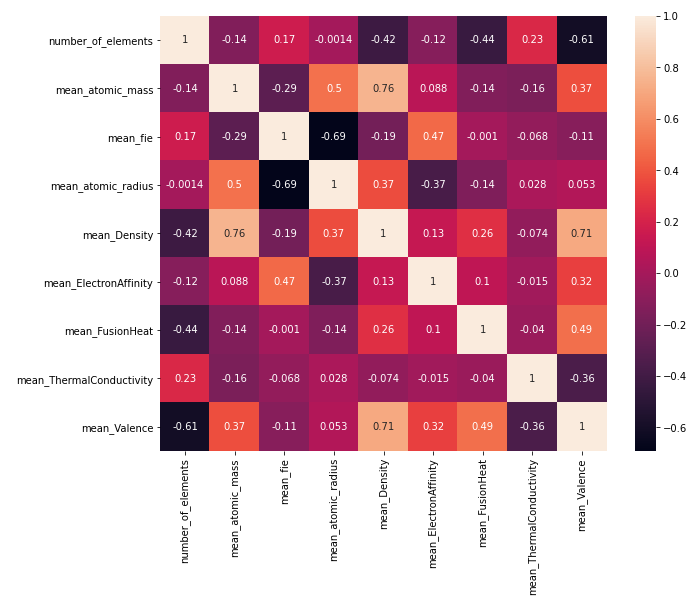 number_of_elements 1 -0.14 0.17 -0.0014 -0.42 -0.12 -0.44 0.23 -0.61
mean_atomic_mass -0.14 1 -0.29 0.5 0.76 0.088 -0.14 -0.16 0.37
mean_fie 0.17 -0.29 1 -0.69 -0.19 0.47 -0.001 -0.068 -0.11
mean_atomic_radius -0.0014 0.5 -0.69 1 0.37 -0.37 -0.14 0.028 0.053
mean_Density -0.42 0.76 -0.19 0.37 1 0.13 0.26 -0.074 0.71
mean_ElectronAffinity -0.12 0.088 0.47 -0.37 0.13 1 0.1 -0.015 0.32
mean_FusionHeat -0.44 -0.14 -0.001 -0.14 0.26 0.1 1 -0.04 0.49
mean_ThermalConductivity 0.23 -0.16 -0.068 0.028 -0.074 -0.015 -0.04 1 -0.36
mean_Valence -0.61 0.37 -0.11 0.053 0.71 0.32 0.49 -0.36 1
number_of_elements
mean_atomic_mass
mean_fie
mean_atomic_radius
mean_Density
mean_ElectronAffinity
mean_FusionHeat
mean_ThermalConductivity
mean_Valence
1.0
0.8
0.6
0.4
0.2
0.0
−0.2
−0.4
−0.6